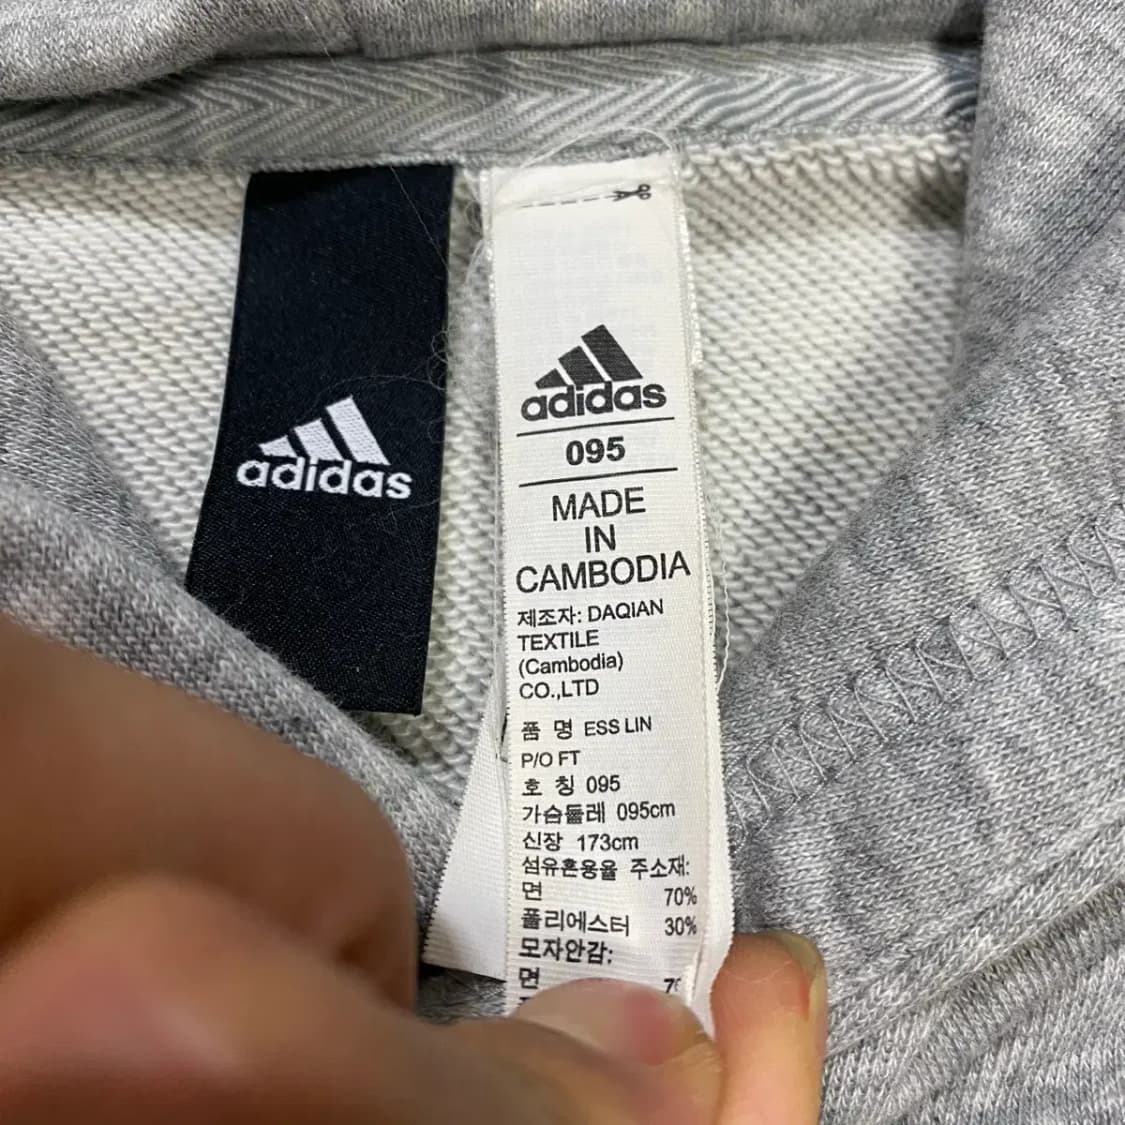 adidas
adidas
095
MADE
IN
CAMBODIA
제조자: DAQIAN
TEXTILE
(Cambodia)
CO.,LTD
품 명 ESS LIN
P/O FT
호 칭 095
가슴둘레 095cm
신장 173cm
섬유혼용율 주소재:
면 70%
폴리에스터 30%
모자안감:
면